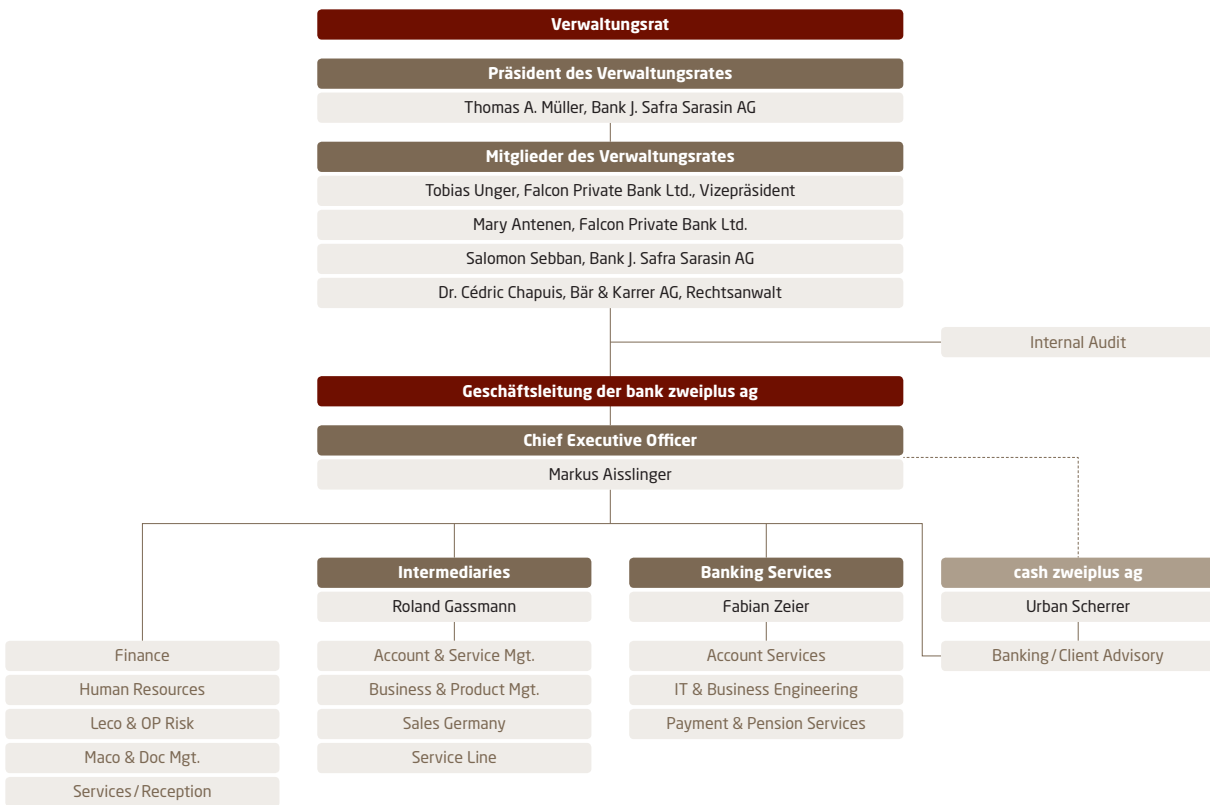 Verwaltungsrat
Präsident des Verwaltungsrates
Thomas A. Müller, Bank J. Safra Sarasin AG
Mitglieder des Verwaltungsrates
Tobias Unger, Falcon Private Bank Ltd., Vizepräsident
Mary Antenen, Falcon Private Bank Ltd.
Salomon Sebban, Bank J. Safra Sarasin AG
Dr. Cédric Chapuis, Bär & Karrer AG, Rechtsanwalt
Internal Audit
Geschäftsleitung der bank zweiplus ag
Chief Executive Officer
Markus Aisslinger
Finance
Human Resources
Leco & OP Risk
Maco & Doc Mgt.
Services / Reception
Intermediaries
Roland Gassmann
Account & Service Mgt.
Business & Product Mgt.
Sales Germany
Service Line
Banking Services
Fabian Zeier
Account Services
IT & Business Engineering
Payment & Pension Services
cash zweiplus ag
Urban Scherrer
Banking / Client Advisory